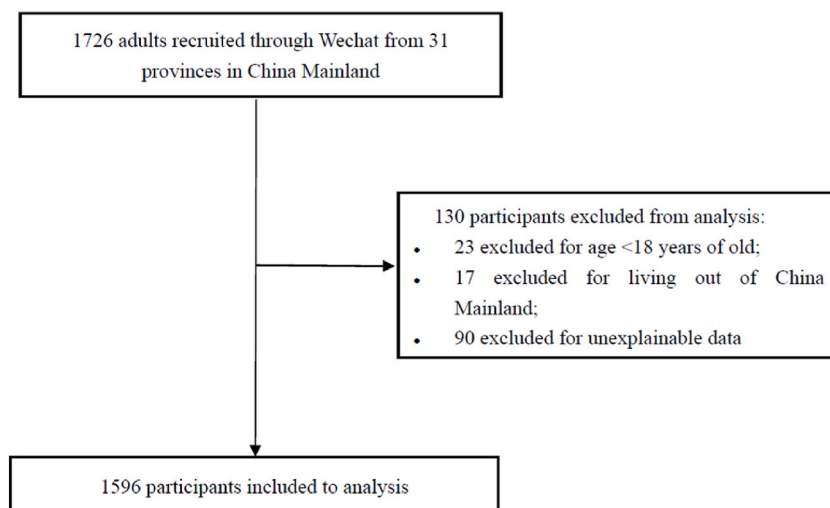 1726 adults recruited through Wechat from 31
provinces in China Mainland
130 participants excluded from analysis:
• 23 excluded for age <18 years of old;
• 17 excluded for living out of China
Mainland;
• 90 excluded for unexplainable data
1596 participants included to analysis